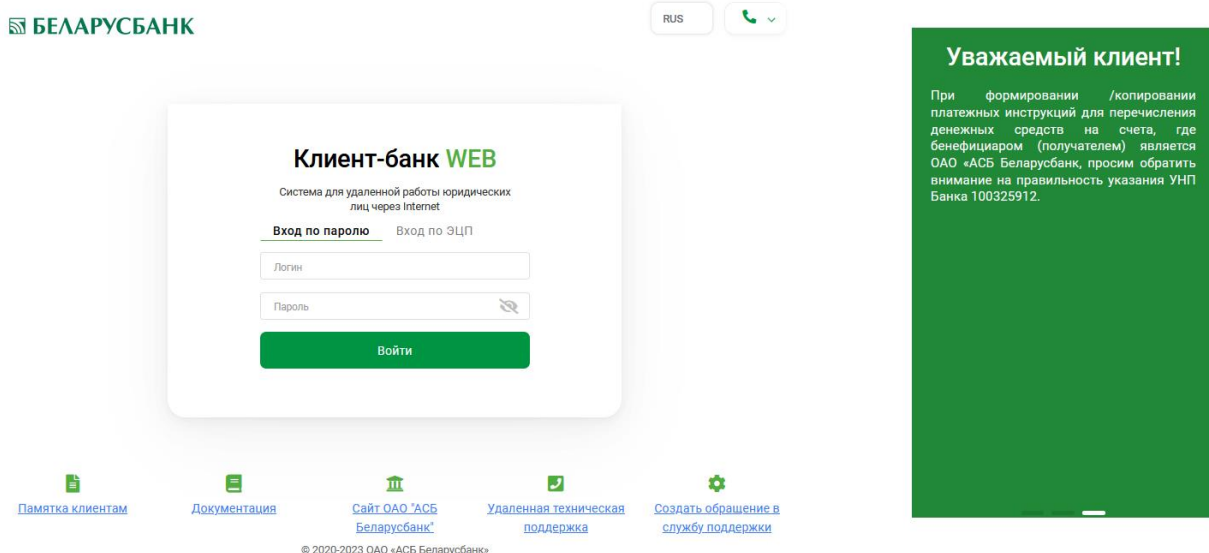 БЕЛАРУСБАНК
RUS
Клиент-банк WEB
Система для удаленной работы юридических
лиц через Internet
Вход по паролю Вход по ЭЦП
Логин
Пароль
Войти
Памятка клиентам
Документация
Сайт ОАО "АСБ
Беларусбанк"
Удаленная техническая
поддержка
Создать обращение в
службу поддержки
© 2020-2023 ОАО «АСБ Беларусбанк»
Уважаемый клиент!
При формировании /копировании
платежных инструкций для перечисления
денежных средств на счета, где
бенефициаром (получателем) является
ОАО «АСБ Беларусбанк, просим обратить
внимание на правильность указания УНП
Банка 100325912.